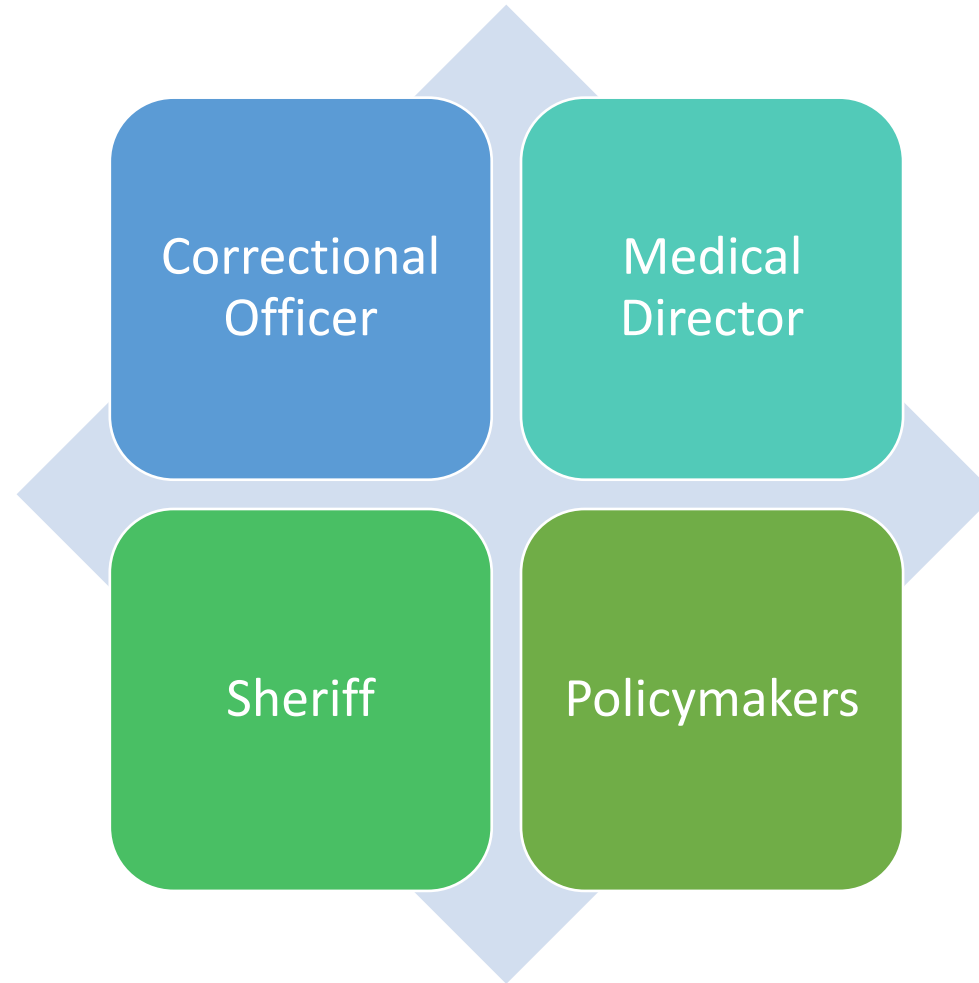 Correctional
Officer
Medical
Director
Sheriff
Policymakers